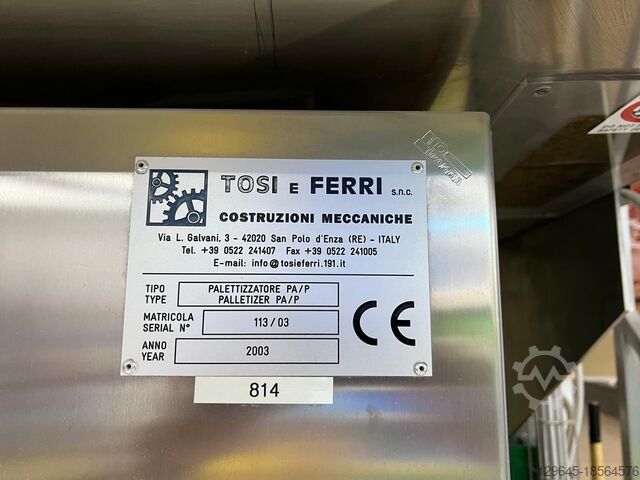 TOSI E FERRI s.n.c.
COSTRUZIONI MECCANICHE
Via L. Galvani, 3 - 42020 San Polo d'Enza (RE) - ITALY
Tel. +39 0522 241407 Fax +39 0522 241005
E-mail: info@tosieferri.191.it
TIPO PALETTIZZATORE PA/P
TYPE PALLETIZER PA/P
MATRICOLA
SERIAL N° 113/03
ANNO
YEAR 2003
CE
814
129645-18564576